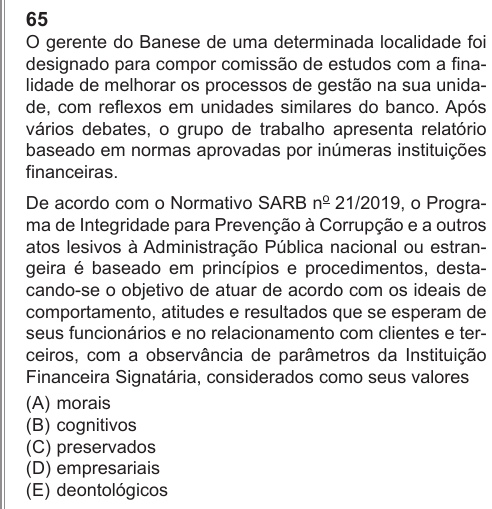 65
O gerente do Banese de uma determinada localidade foi
designado para compor comissão de estudos com a fina-
lidade de melhorar os processos de gestão na sua unida-
de, com reflexos em unidades similares do banco. Após
vários debates, o grupo de trabalho apresenta relatório
baseado em normas aprovadas por inúmeras instituições
financeiras.
De acordo com o Normativo SARB nº 21/2019, o Progra-
ma de Integridade para Prevenção à Corrupção e a outros
atos lesivos à Administração Pública nacional ou estran-
geira é baseado em princípios e procedimentos, desta-
cando-se o objetivo de atuar de acordo com os ideais de
comportamento, atitudes e resultados que se esperam de
seus funcionários e no relacionamento com clientes e ter-
ceiros, com a observância de parâmetros da Instituição
Financeira Signatária, considerados como seus valores
(A) morais
(B) cognitivos
(C) preservados
(D) empresariais
(E) deontológicos